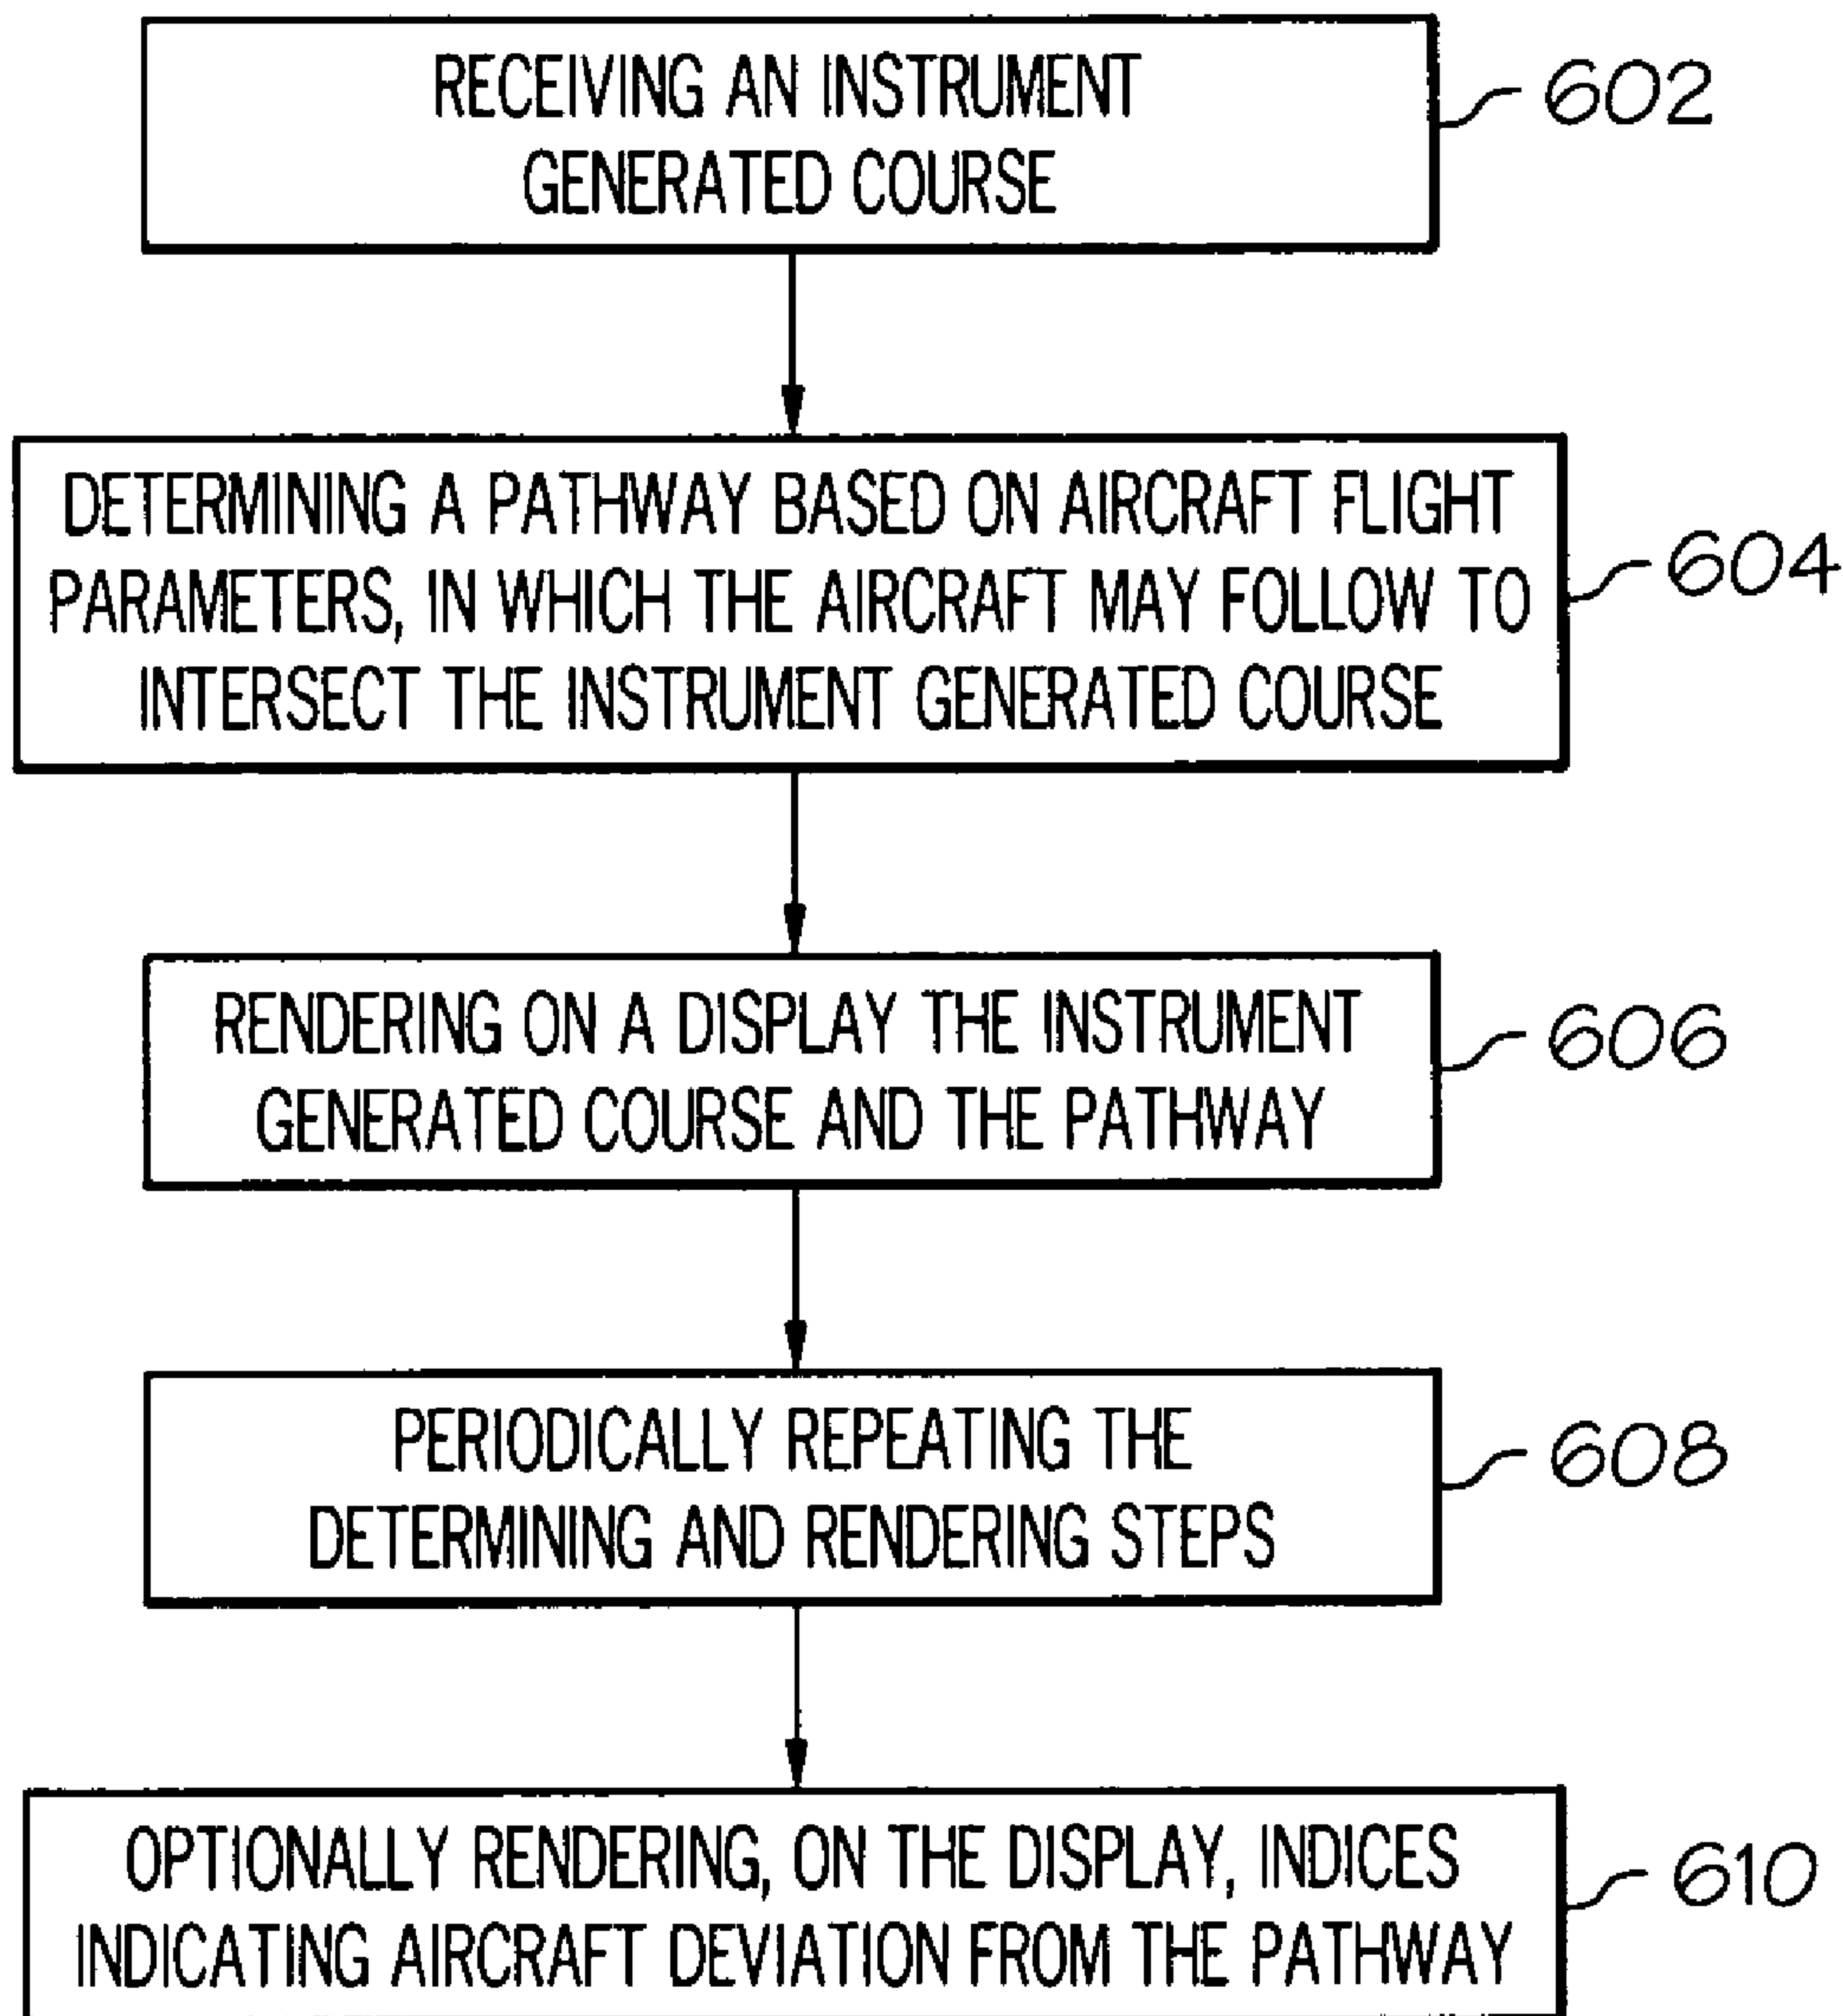 RECEIVING AN INSTRUMENT
GENERATED COURSE
602
DETERMINING A PATHWAY BASED ON AIRCRAFT FLIGHT
PARAMETERS, IN WHICH THE AIRCRAFT MAY FOLLOW TO
INTERSECT THE INSTRUMENT GENERATED COURSE
604
RENDERING ON A DISPLAY THE INSTRUMENT
GENERATED COURSE AND THE PATHWAY
606
PERIODICALLY REPEATING THE
DETERMINING AND RENDERING STEPS
608
OPTIONALLY RENDERING, ON THE DISPLAY, INDICES
INDICATING AIRCRAFT DEVIATION FROM THE PATHWAY
610